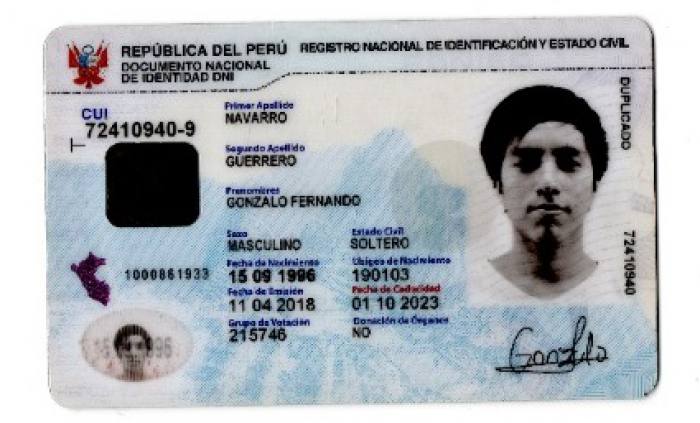 REPÚBLICA DEL PERÚ
REGISTRO NACIONAL DE IDENTIFICACIÓN Y ESTADO CIVIL
DOCUMENTO NACIONAL
DE IDENTIDAD DNI
CUI
72410940-9
Primer Apellido
NAVARRO
Segundo Apellido
GUERRERO
Prenombres
GONZALO FERNANDO
Sexo
MASCULINO
Estado Civil
SOLTERO
Fecha de Nacimiento
15 09 1996
Ubigeo de Nacimiento
190103
1000861933
Fecha de Emisión
11 04 2018
Fecha de Caducidad
01 10 2023
Grupo de Votación
215746
Donación de Órganos
NO
DUPLICADO
72410940
Gonzalo